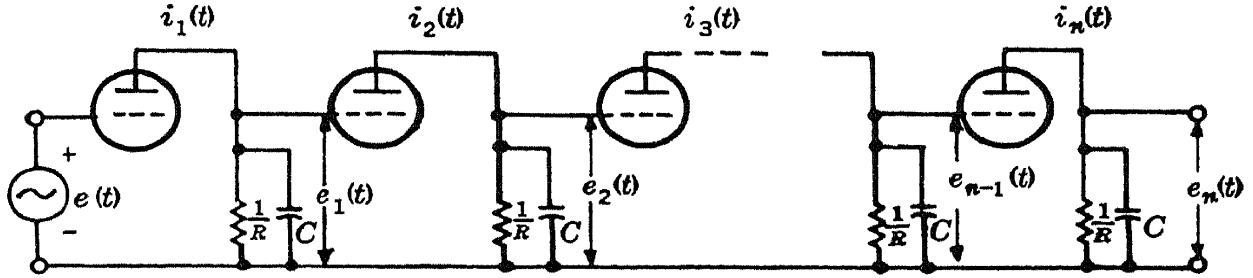 i₁(t) i₂(t) i₃(t) iₙ(t)
+
e(t)
−
e₁(t) e₂(t) eₙ₋₁(t) eₙ(t)
1/R C 1/R C 1/R C 1/R C